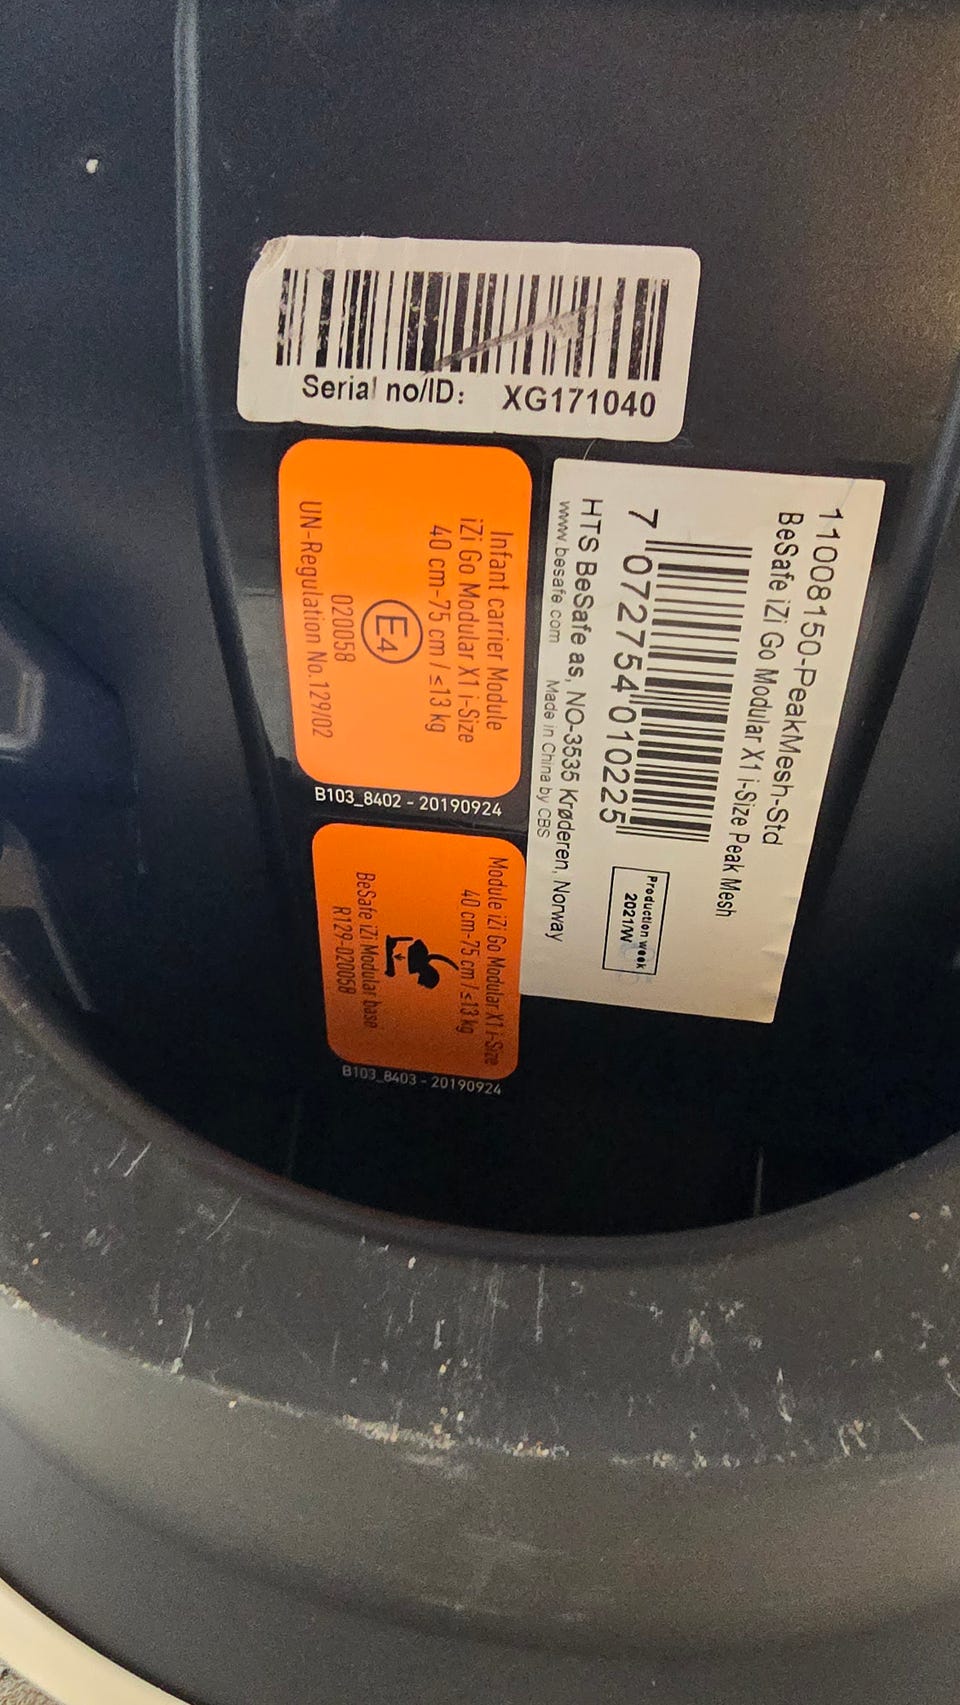 Serial no/ID: XG171040
11008150-PeakMesh-Std
BeSafe iZi Go Modular X1 i-Size Peak Mesh
7 072754 010225
Production week
2021/W
HTS BeSafe as, NO-3535 Krøderen, Norway
www.besafe.com Made in China by CBS
Infant carrier Module
iZi Go Modular X1 i-Size
40 cm-75 cm / ≤13 kg
E4
020058
UN-Regulation No.129/02
B103_8402 - 20190924
Module iZi Go Modular X1 i-Size
40 cm-75 cm / ≤13 kg
BeSafe iZi Modular base
R129-020058
B103_8403 - 20190924